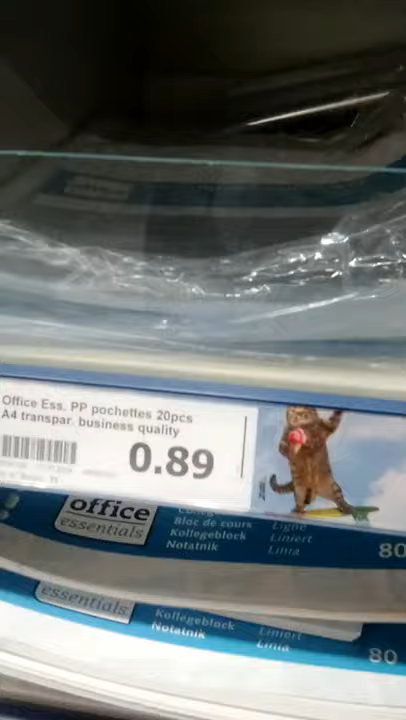 Office Ess. PP pochettes 20pcs
A4 transpar. business quality
0.89
office
essentials
Bloc de cours
Kollegeblock
Notatnik
Ligné
Liniert
Linia
80
essentials
Kollegeblock
Notatnik
Liniert
Linia
80